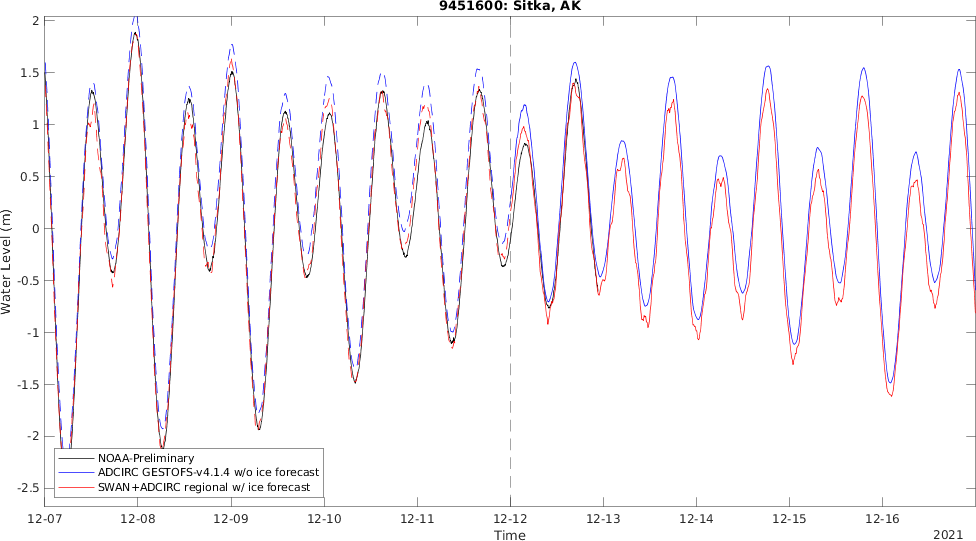 9451600: Sitka, AK
Water Level (m)
2
1.5
1
0.5
0
-0.5
-1
-1.5
-2
-2.5
NOAA-Preliminary
ADCIRC GESTOFS-v4.1.4 w/o ice forecast
SWAN+ADCIRC regional w/ ice forecast
12-07 12-08 12-09 12-10 12-11 12-12 12-13 12-14 12-15 12-16
Time
2021